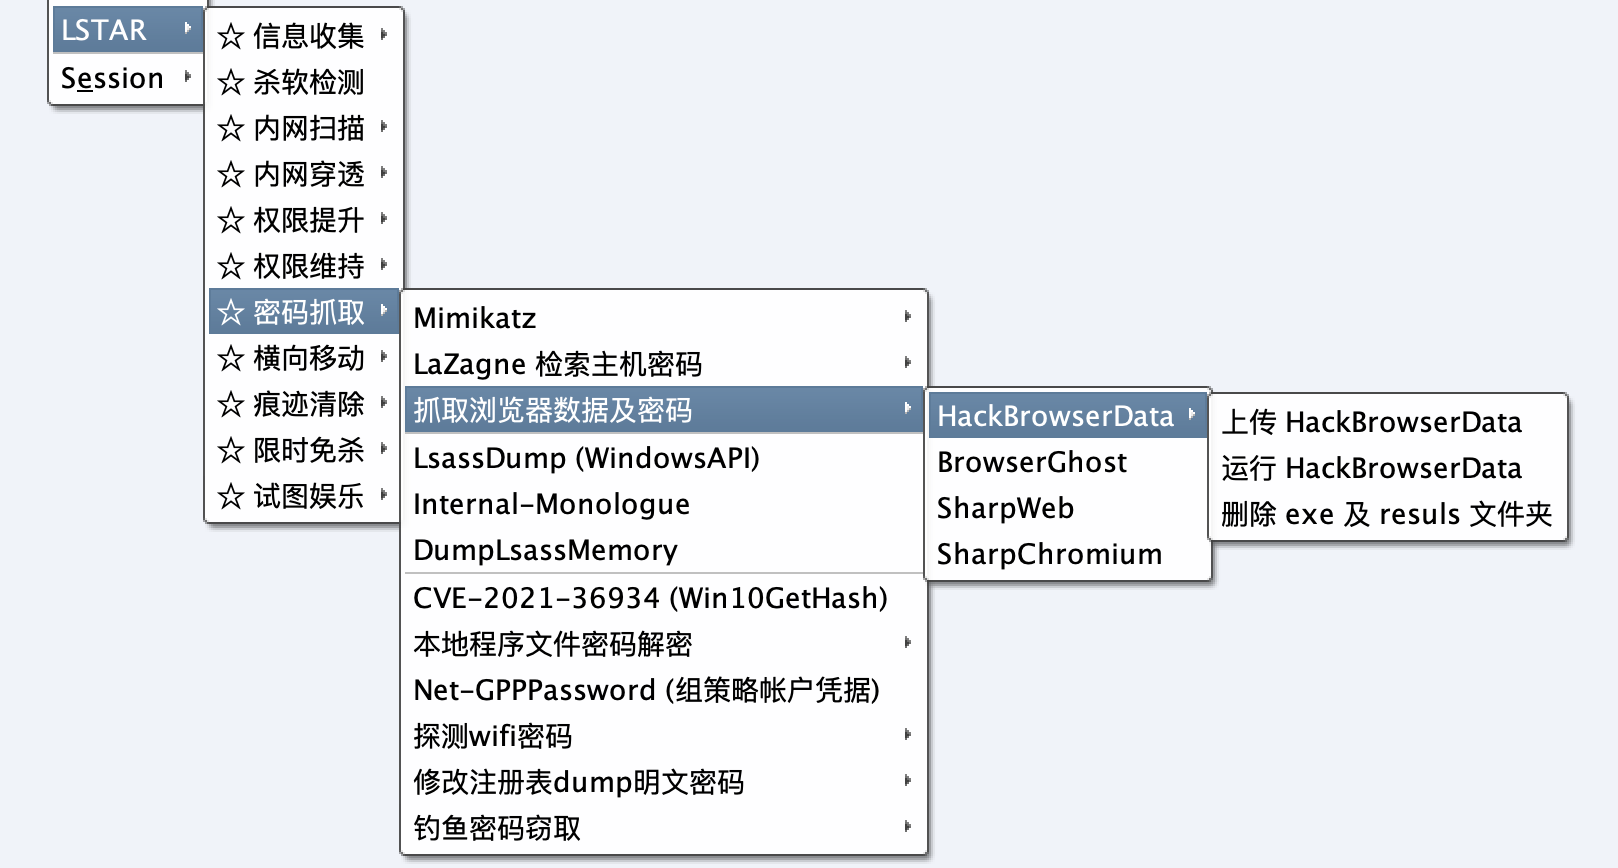 LSTAR
Session
☆ 信息收集
☆ 杀软检测
☆ 内网扫描
☆ 内网穿透
☆ 权限提升
☆ 权限维持
☆ 密码抓取
☆ 横向移动
☆ 痕迹清除
☆ 限时免杀
☆ 试图娱乐
Mimikatz
LaZagne 检索主机密码
抓取浏览器数据及密码
LsassDump (WindowsAPI)
Internal-Monologue
DumpLsassMemory
CVE-2021-36934 (Win10GetHash)
本地程序文件密码解密
Net-GPPPassword (组策略帐户凭据)
探测wifi密码
修改注册表dump明文密码
钓鱼密码窃取
HackBrowserData
BrowserGhost
SharpWeb
SharpChromium
上传 HackBrowserData
运行 HackBrowserData
删除 exe 及 resuls 文件夹